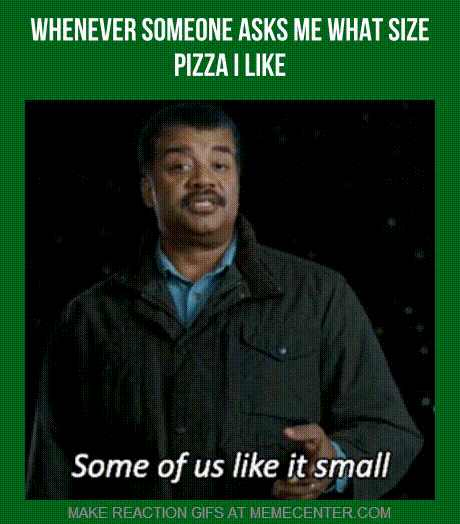 WHENEVER SOMEONE ASKS ME WHAT SIZE
PIZZA I LIKE
Some of us like it small
MAKE REACTION GIFS AT MEMECENTER.COM